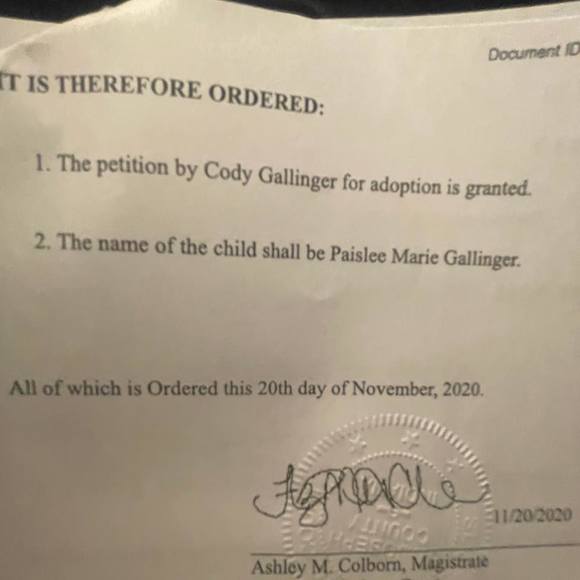 Document ID
IT IS THEREFORE ORDERED:
1. The petition by Cody Gallinger for adoption is granted.
2. The name of the child shall be Paislee Marie Gallinger.
All of which is Ordered this 20th day of November, 2020.
11/20/2020
COUNTY
Ashley M. Colborn, Magistrate